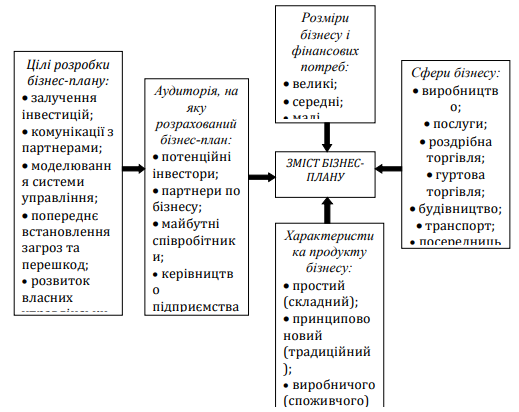 Цілі розробки
бізнес-плану:
• залучення
інвестицій;
• комунікації з
партнерами;
• моделюванн
я системи
управління;
• попереднє
встановлення
загроз та
перешкод;
• розвиток
власних
Аудиторія, на
яку
розрахований
бізнес-план:
• потенційні
інвестори;
• партнери по
бізнесу;
• майбутні
співробітник
и;
• керівництв
о
підприємства
Розміри
бізнесу і
фінансових
потреб:
• великі;
• середні;
• малі
ЗМІСТ БІЗНЕС-
ПЛАНУ
Характеристи
ка продукту
бізнесу:
• простий
(складний);
• принципово
новий
(традиційний
);
• виробничого
(споживчого)
Сфери бізнесу:
• виробництв
о;
• послуги;
• роздрібна
торгівля;
• гуртова
торгівля;
• будівництво;
• транспорт;
• посередниць